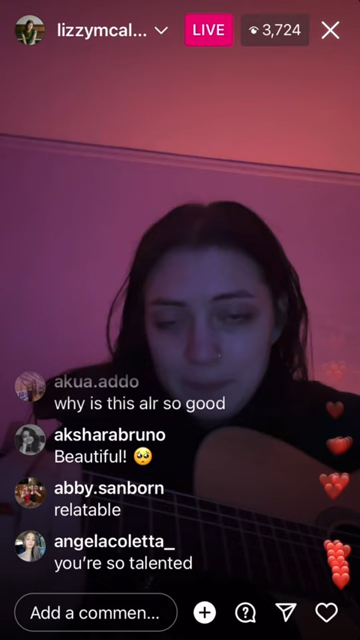 lizzymcal...
LIVE
3,724
akua.addo
why is this alr so good
aksharabruno
Beautiful! 🥺
abby.sanborn
relatable
angelacoletta_
you're so talented
Add a commen...